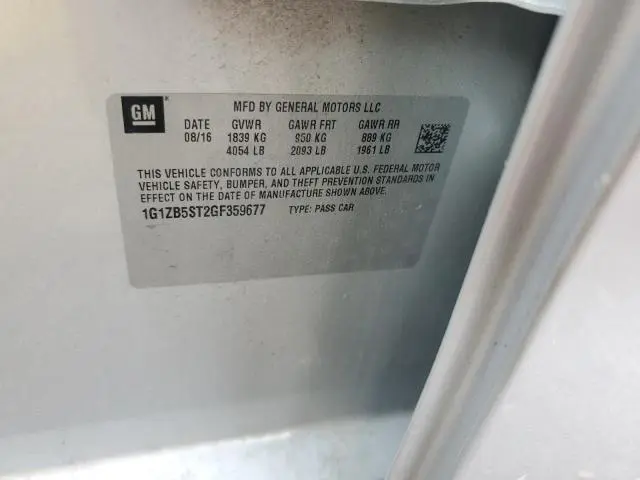 GM
MFD BY GENERAL MOTORS LLC
DATE GVWR GAWR FRT GAWR RR
08/16 1839 KG 950 KG 889 KG
4054 LB 2093 LB 1961 LB
THIS VEHICLE CONFORMS TO ALL APPLICABLE U.S. FEDERAL MOTOR
VEHICLE SAFETY, BUMPER, AND THEFT PREVENTION STANDARDS IN
EFFECT ON THE DATE OF MANUFACTURE SHOWN ABOVE.
1G1ZB5ST2GF359677 TYPE: PASS CAR